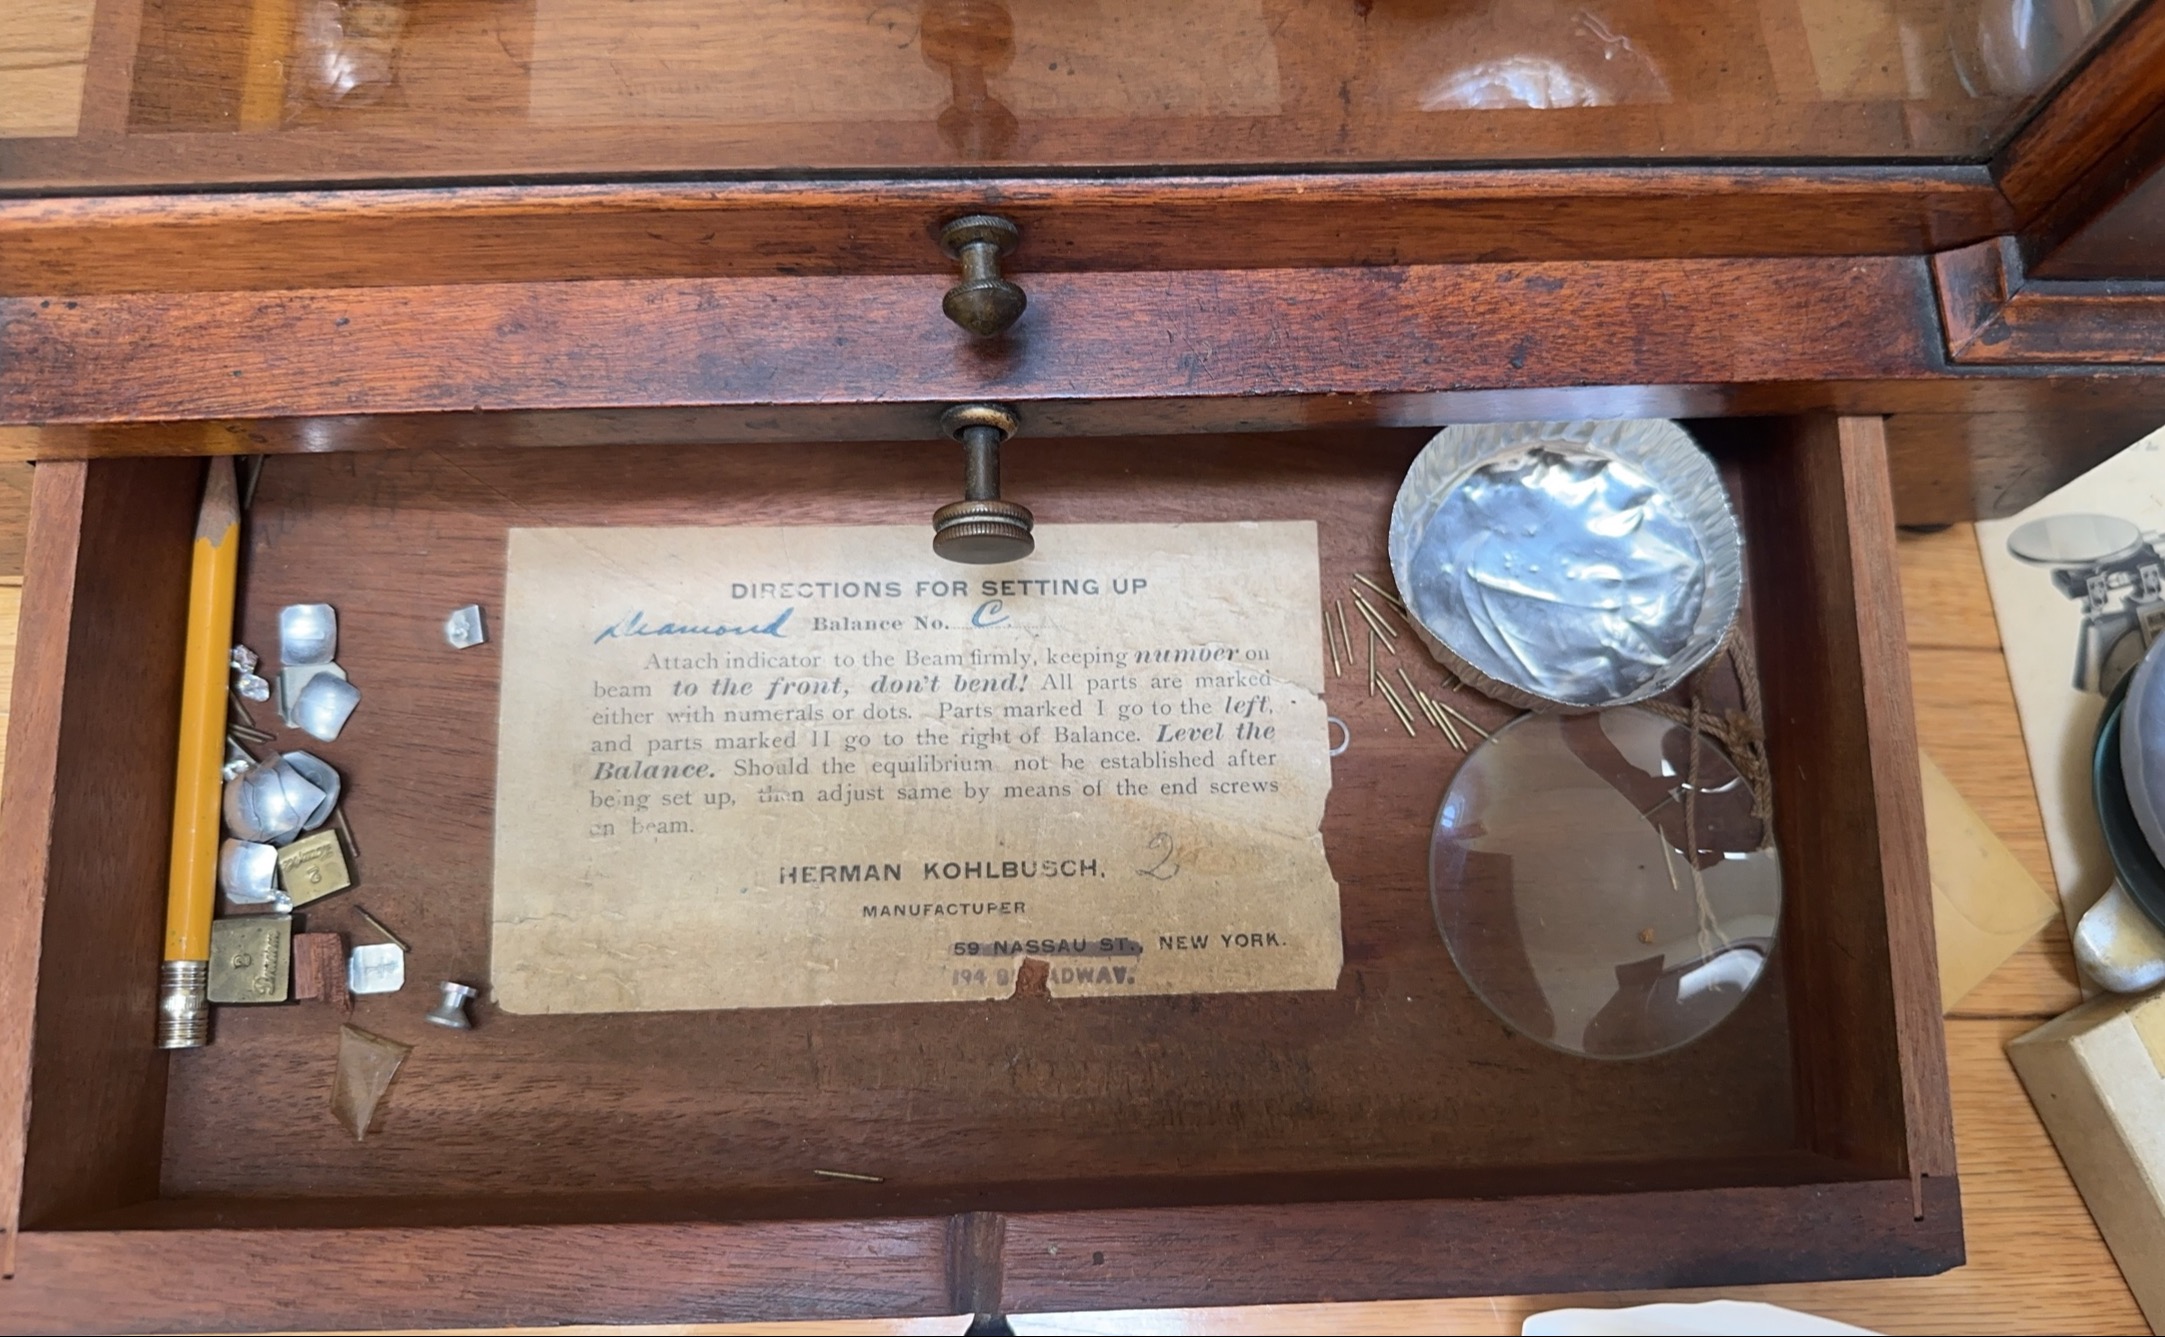 DIRECTIONS FOR SETTING UP
Diamond Balance No. C
Attach indicator to the Beam firmly, keeping number on
beam to the front, don't bend! All parts are marked
either with numerals or dots. Parts marked I go to the left,
and parts marked II go to the right of Balance. Level the
Balance. Should the equilibrium not be established after
being set up, then adjust same by means of the end screws
on beam.
HERMAN KOHLBUSCH, 2
MANUFACTURER
59 NASSAU ST., NEW YORK.
194 BROADWAY.
2
2